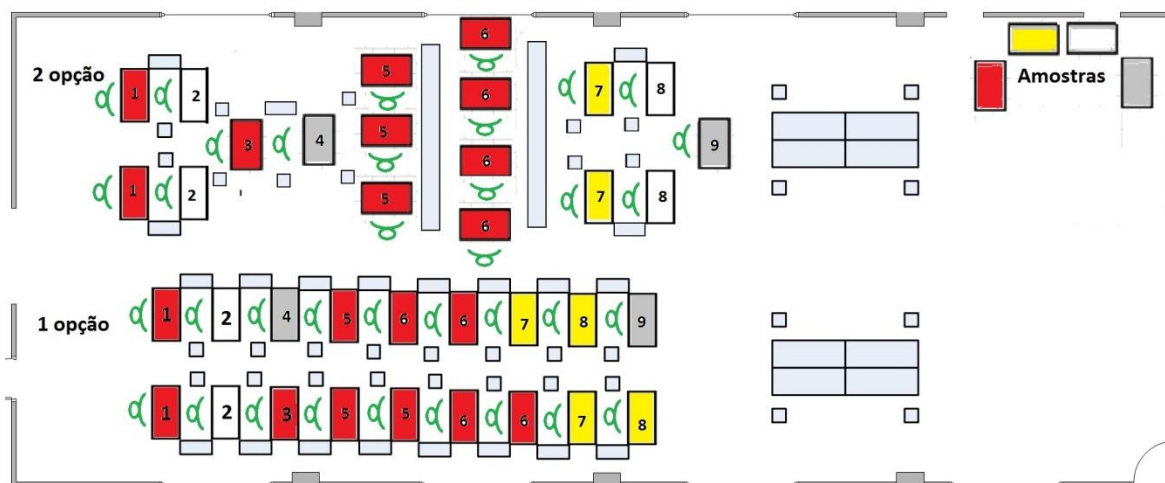 6
2 opção 5 Amostras
1 2 6 7 8
5
3 4 6 9
1 2 5 7 8
6
1 opção 1 2 4 5 6 6 7 8 9
1 2 3 5 5 6 6 7 8